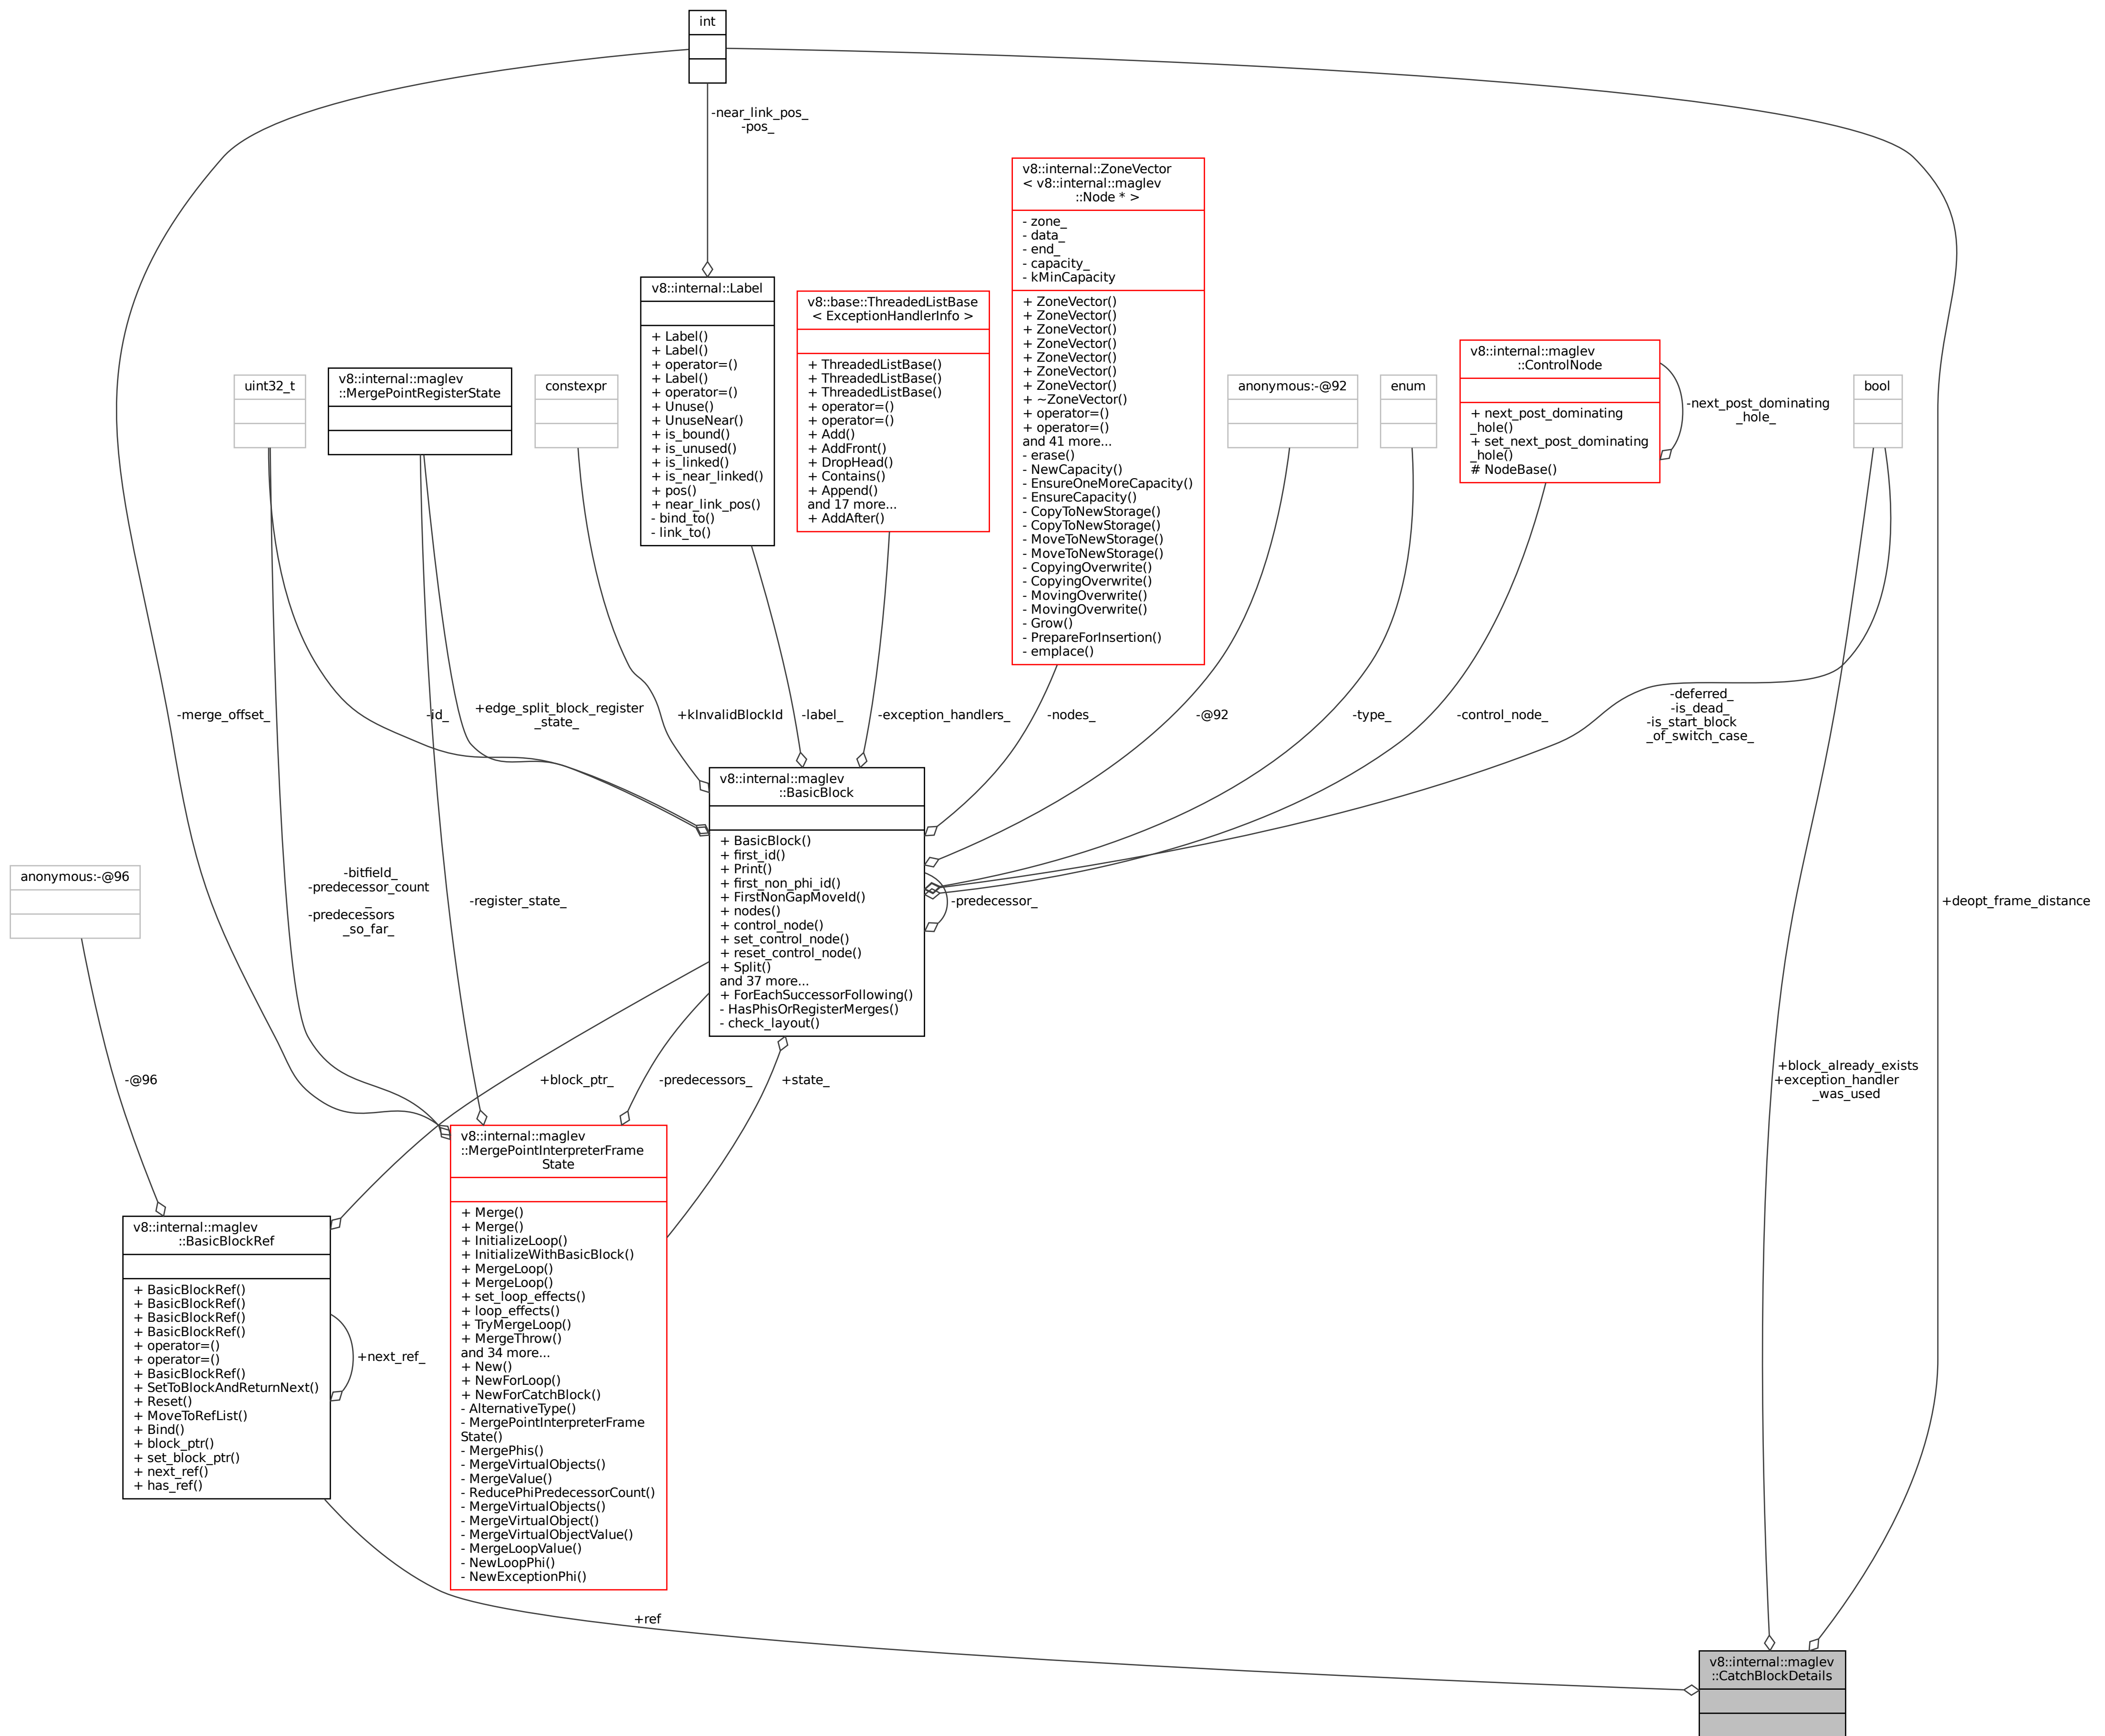 int
-near_link_pos_
-pos_
v8::internal::ZoneVector
< v8::internal::maglev
::Node * >
- zone_
- data_
- end_
- capacity_
- kMinCapacity
+ ZoneVector()
+ ZoneVector()
+ ZoneVector()
+ ZoneVector()
+ ZoneVector()
+ ZoneVector()
+ ZoneVector()
+ ~ZoneVector()
+ operator=()
+ operator=()
and 41 more...
- erase()
- NewCapacity()
- EnsureOneMoreCapacity()
- EnsureCapacity()
- CopyToNewStorage()
- CopyToNewStorage()
- MoveToNewStorage()
- MoveToNewStorage()
- CopyingOverwrite()
- CopyingOverwrite()
- MovingOverwrite()
- MovingOverwrite()
- Grow()
- PrepareForInsertion()
- emplace()
v8::internal::Label
+ Label()
+ Label()
+ operator=()
+ Label()
+ operator=()
+ Unuse()
+ UnuseNear()
+ is_bound()
+ is_unused()
+ is_linked()
+ is_near_linked()
+ pos()
+ near_link_pos()
- bind_to()
- link_to()
v8::base::ThreadedListBase
< ExceptionHandlerInfo >
+ ThreadedListBase()
+ ThreadedListBase()
+ ThreadedListBase()
+ operator=()
+ operator=()
+ Add()
+ AddFront()
+ DropHead()
+ Contains()
+ Append()
and 17 more...
+ AddAfter()
v8::internal::maglev
::ControlNode
+ next_post_dominating
_hole()
+ set_next_post_dominating
_hole()
# NodeBase()
-next_post_dominating
_hole_
uint32_t
v8::internal::maglev
::MergePointRegisterState
constexpr
anonymous:-@92
enum
bool
-merge_offset_
-id_
+edge_split_block_register
_state_
+kInvalidBlockId
-label_
-exception_handlers_
-nodes_
-@92
-type_
-control_node_
-deferred_
-is_dead_
-is_start_block
_of_switch_case_
v8::internal::maglev
::BasicBlock
+ BasicBlock()
+ first_id()
+ Print()
+ first_non_phi_id()
+ FirstNonGapMoveId()
+ nodes()
+ control_node()
+ set_control_node()
+ reset_control_node()
+ Split()
and 37 more...
+ ForEachSuccessorFollowing()
- HasPhisOrRegisterMerges()
- check_layout()
anonymous:-@96
-bitfield_
-predecessor_count
_
-predecessors
_so_far_
-register_state_
-predecessor_
+deopt_frame_distance
-@96
+block_ptr_
-predecessors_
+state_
+block_already_exists
+exception_handler
_was_used
v8::internal::maglev
::MergePointInterpreterFrame
State
+ Merge()
+ Merge()
+ InitializeLoop()
+ InitializeWithBasicBlock()
+ MergeLoop()
+ MergeLoop()
+ set_loop_effects()
+ loop_effects()
+ TryMergeLoop()
+ MergeThrow()
and 34 more...
+ New()
+ NewForLoop()
+ NewForCatchBlock()
- AlternativeType()
- MergePointInterpreterFrame
State()
- MergePhis()
- MergeVirtualObjects()
- MergeValue()
- ReducePhiPredecessorCount()
- MergeVirtualObjects()
- MergeVirtualObject()
- MergeVirtualObjectValue()
- MergeLoopValue()
- NewLoopPhi()
- NewExceptionPhi()
v8::internal::maglev
::BasicBlockRef
+ BasicBlockRef()
+ BasicBlockRef()
+ BasicBlockRef()
+ BasicBlockRef()
+ operator=()
+ operator=()
+ BasicBlockRef()
+ SetToBlockAndReturnNext()
+ Reset()
+ MoveToRefList()
+ Bind()
+ block_ptr()
+ set_block_ptr()
+ next_ref()
+ has_ref()
+next_ref_
+ref
v8::internal::maglev
::CatchBlockDetails